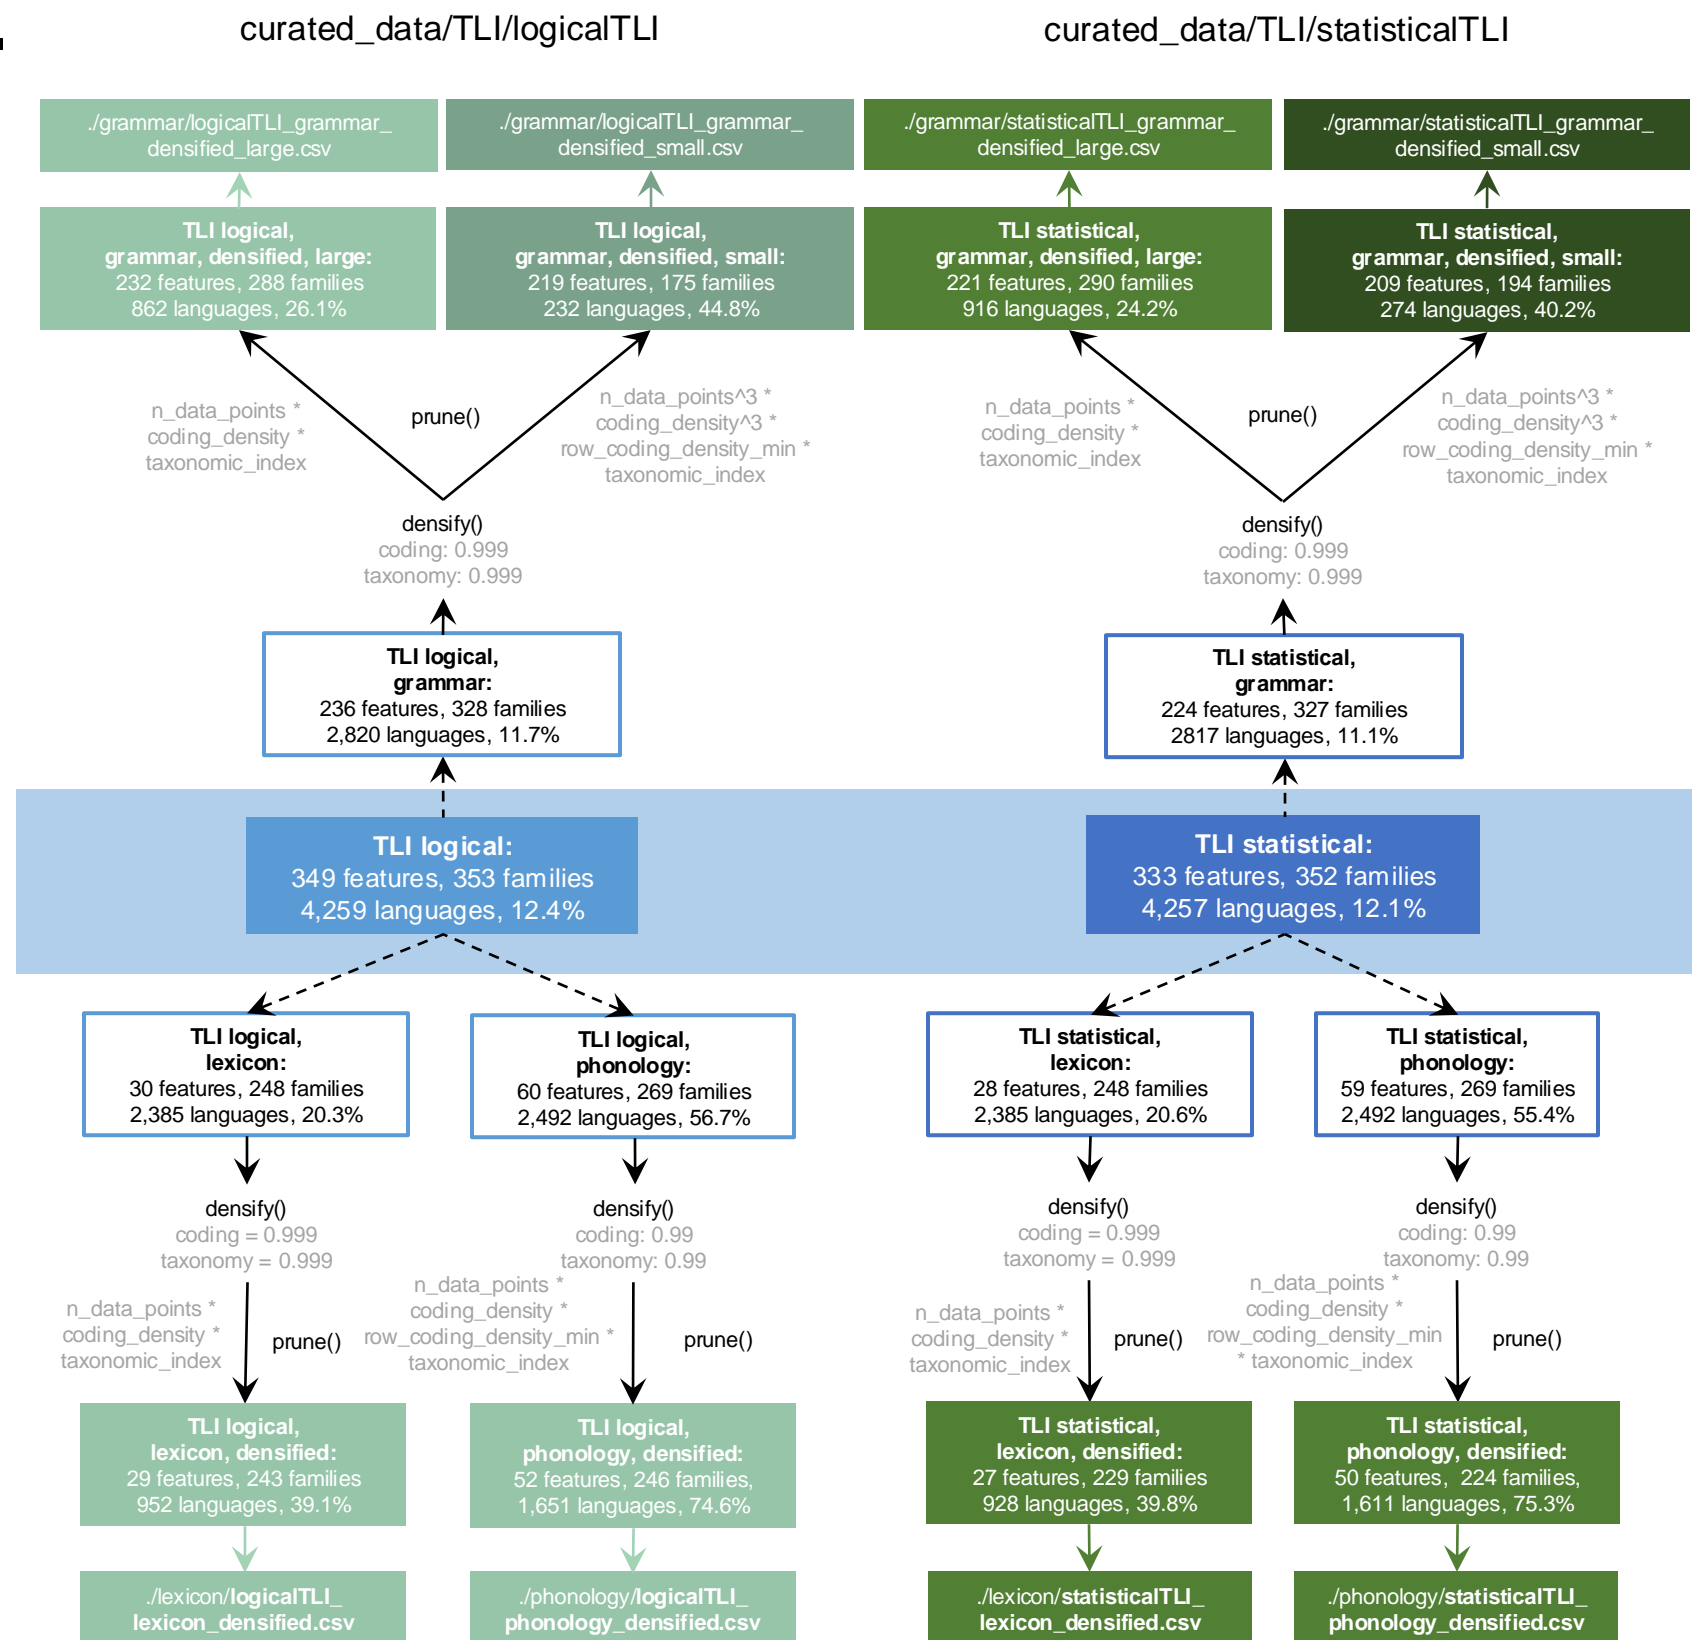 curated_data/TLI/logicalTLI
curated_data/TLI/statisticalTLI
./grammar/logicalTLI_grammar_
densified_large.csv
./grammar/logicalTLI_grammar_
densified_small.csv
./grammar/statisticalTLI_grammar_
densified_large.csv
./grammar/statisticalTLI_grammar_
densified_small.csv
TLI logical,
grammar, densified, large:
232 features, 288 families
862 languages, 26.1%
TLI logical,
grammar, densified, small:
219 features, 175 families
232 languages, 44.8%
TLI statistical,
grammar, densified, large:
221 features, 290 families
916 languages, 24.2%
TLI statistical,
grammar, densified, small:
209 features, 194 families
274 languages, 40.2%
n_data_points *
coding_density *
taxonomic_index
prune()
n_data_points^3 *
coding_density^3 *
row_coding_density_min *
taxonomic_index
n_data_points *
coding_density *
taxonomic_index
prune()
n_data_points^3 *
coding_density^3 *
row_coding_density_min *
taxonomic_index
densify()
coding: 0.999
taxonomy: 0.999
densify()
coding: 0.999
taxonomy: 0.999
TLI logical,
grammar:
236 features, 328 families
2,820 languages, 11.7%
TLI statistical,
grammar:
224 features, 327 families
2817 languages, 11.1%
TLI logical:
349 features, 353 families
4,259 languages, 12.4%
TLI statistical:
333 features, 352 families
4,257 languages, 12.1%
TLI logical,
lexicon:
30 features, 248 families
2,385 languages, 20.3%
TLI logical,
phonology:
60 features, 269 families
2,492 languages, 56.7%
TLI statistical,
lexicon:
28 features, 248 families
2,385 languages, 20.6%
TLI statistical,
phonology:
59 features, 269 families
2,492 languages, 55.4%
densify()
coding = 0.999
taxonomy = 0.999
densify()
coding: 0.99
taxonomy: 0.99
densify()
coding = 0.999
taxonomy = 0.999
densify()
coding: 0.99
taxonomy: 0.99
n_data_points *
coding_density *
taxonomic_index
prune()
n_data_points *
coding_density *
row_coding_density_min *
taxonomic_index
prune()
n_data_points *
coding_density *
taxonomic_index
prune()
n_data_points *
coding_density *
row_coding_density_min
* taxonomic_index
prune()
TLI logical,
lexicon, densified:
29 features, 243 families
952 languages, 39.1%
TLI logical,
phonology, densified:
52 features, 246 families,
1,651 languages, 74.6%
TLI statistical,
lexicon, densified:
27 features, 229 families
928 languages, 39.8%
TLI statistical,
phonology, densified:
50 features, 224 families,
1,611 languages, 75.3%
./lexicon/logicalTLI_
lexicon_densified.csv
./phonology/logicalTLI_
phonology_densified.csv
./lexicon/statisticalTLI_
lexicon_densified.csv
./phonology/statisticalTLI_
phonology_densified.csv